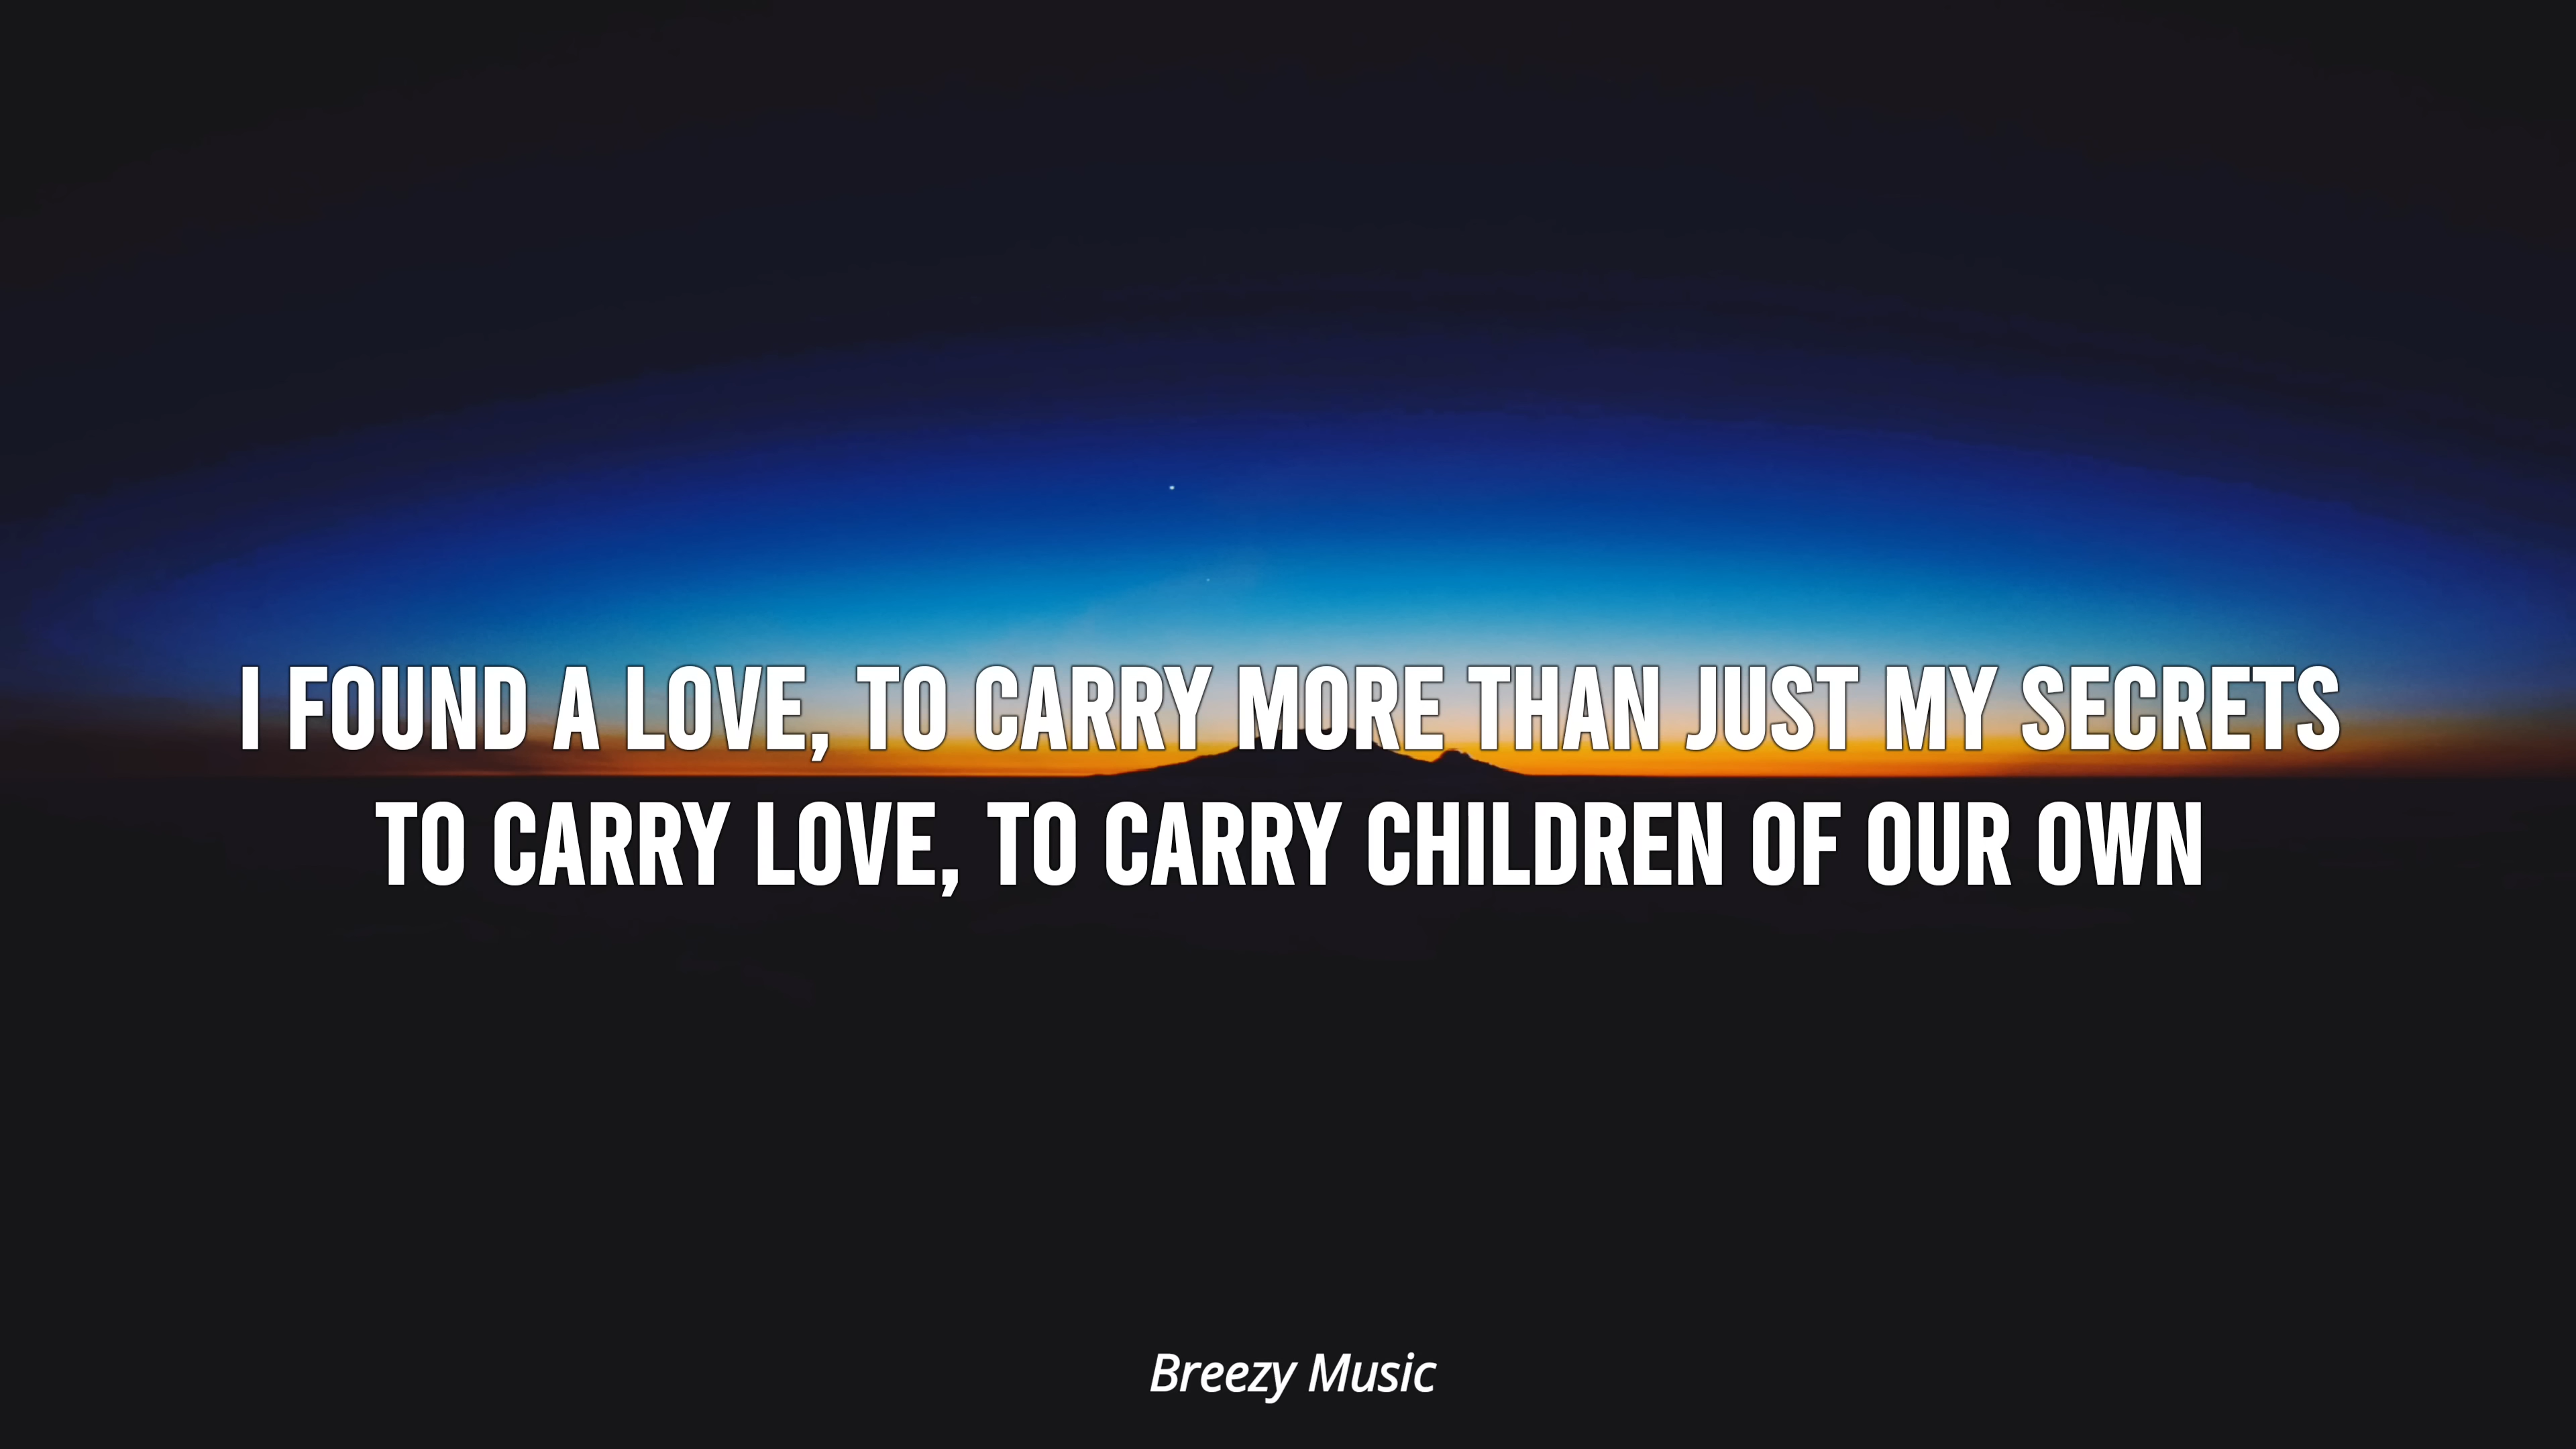 I FOUND A LOVE, TO CARRY MORE THAN JUST MY SECRETS
TO CARRY LOVE, TO CARRY CHILDREN OF OUR OWN
Breezy Music